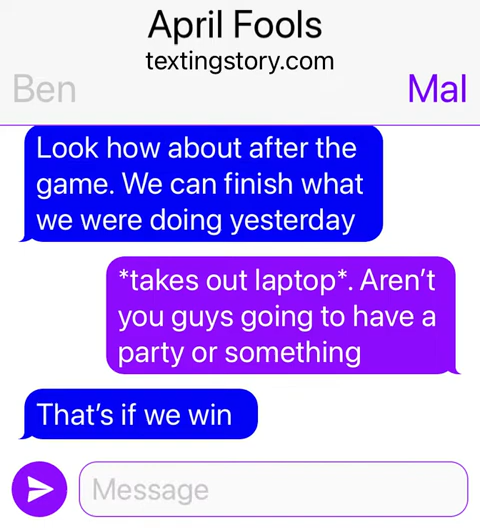 April Fools
textingstory.com
Ben
Mal
Look how about after the
game. We can finish what
we were doing yesterday
*takes out laptop*. Aren’t
you guys going to have a
party or something
That’s if we win
Message